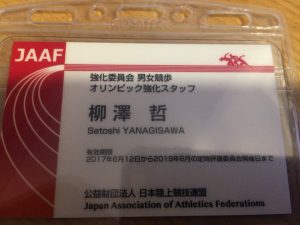 JAAF
強化委員会 男女競歩
オリンピック強化スタッフ
柳澤 哲
Satoshi YANAGISAWA
有効期限
2017年6月12日から2019年6月の定時評議委員会開催日まで
公益財団法人 日本陸上競技連盟
Japan Association of Athletics Federations